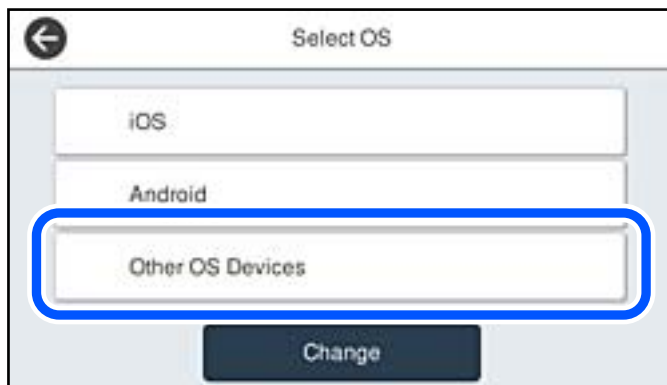 Select OS
iOS
Android
Other OS Devices
Change